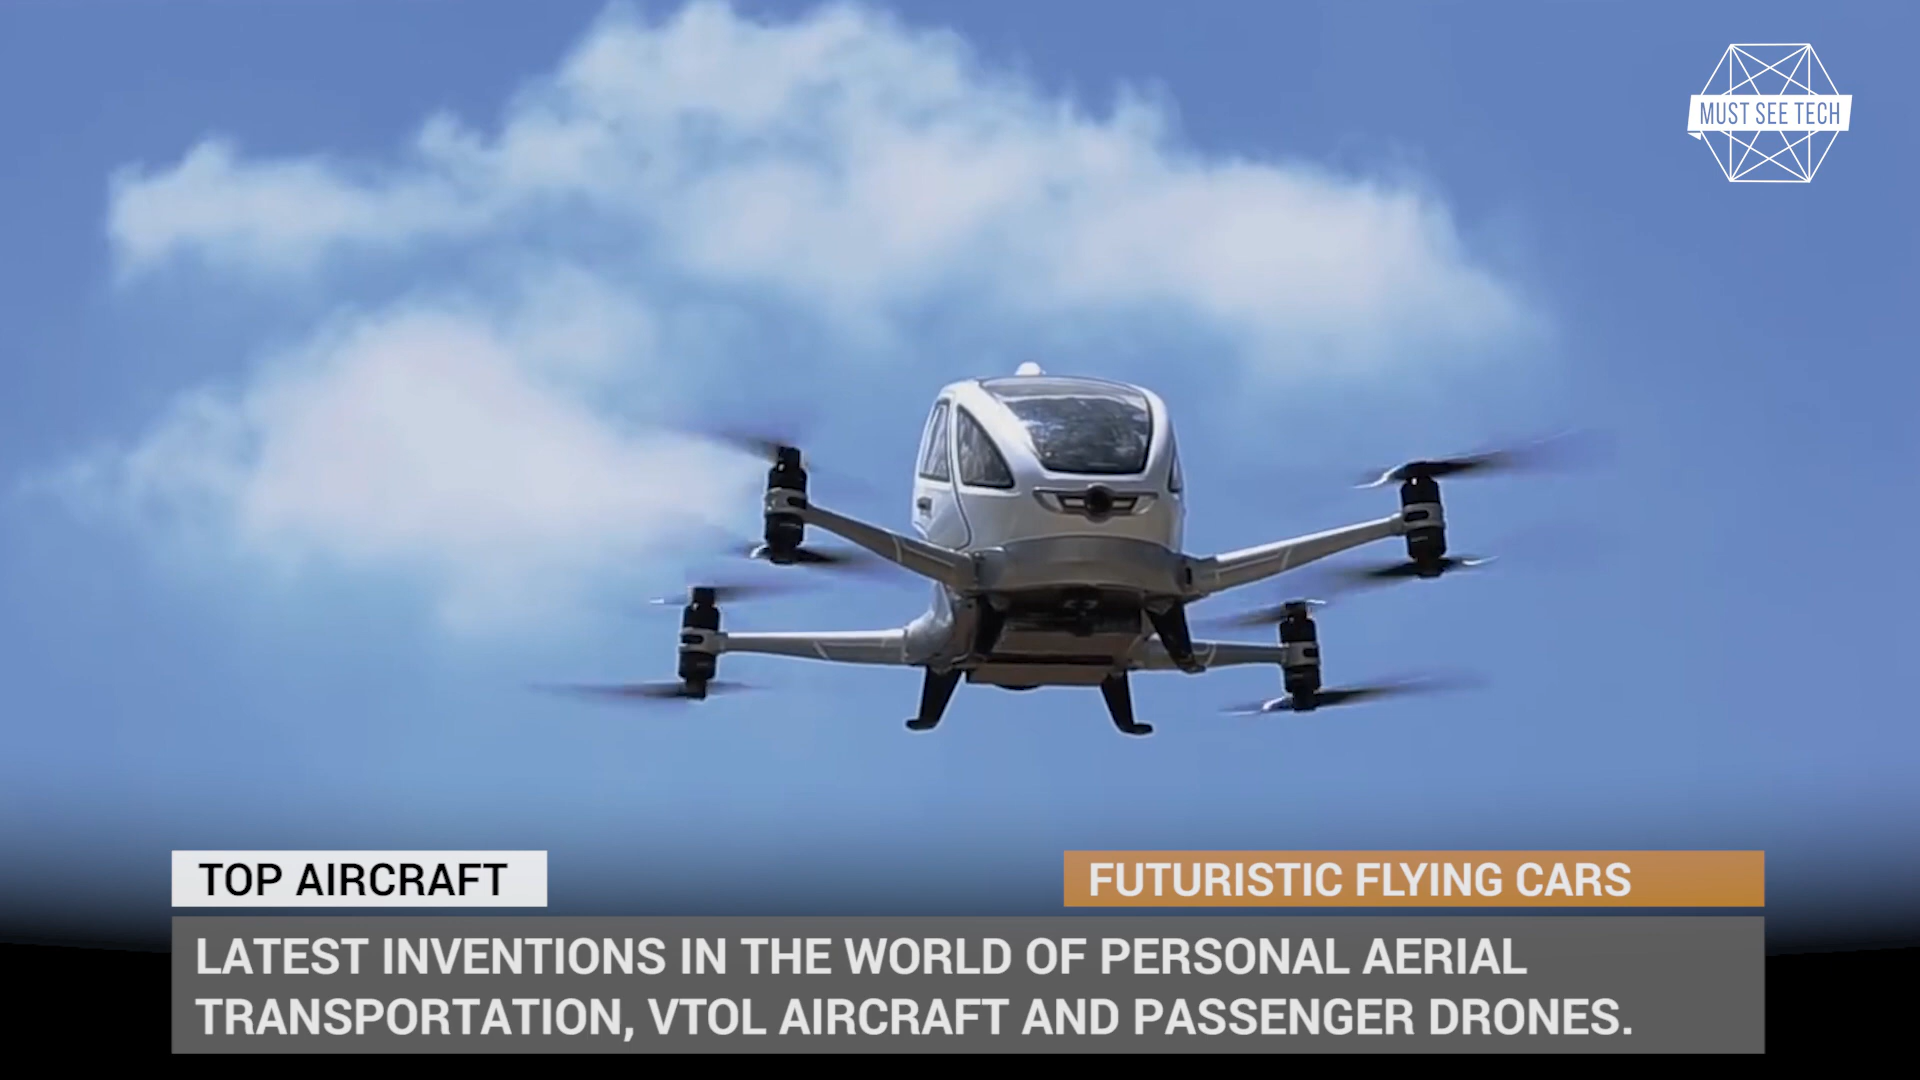 MUST SEE TECH
TOP AIRCRAFT
FUTURISTIC FLYING CARS
LATEST INVENTIONS IN THE WORLD OF PERSONAL AERIAL
TRANSPORTATION, VTOL AIRCRAFT AND PASSENGER DRONES.